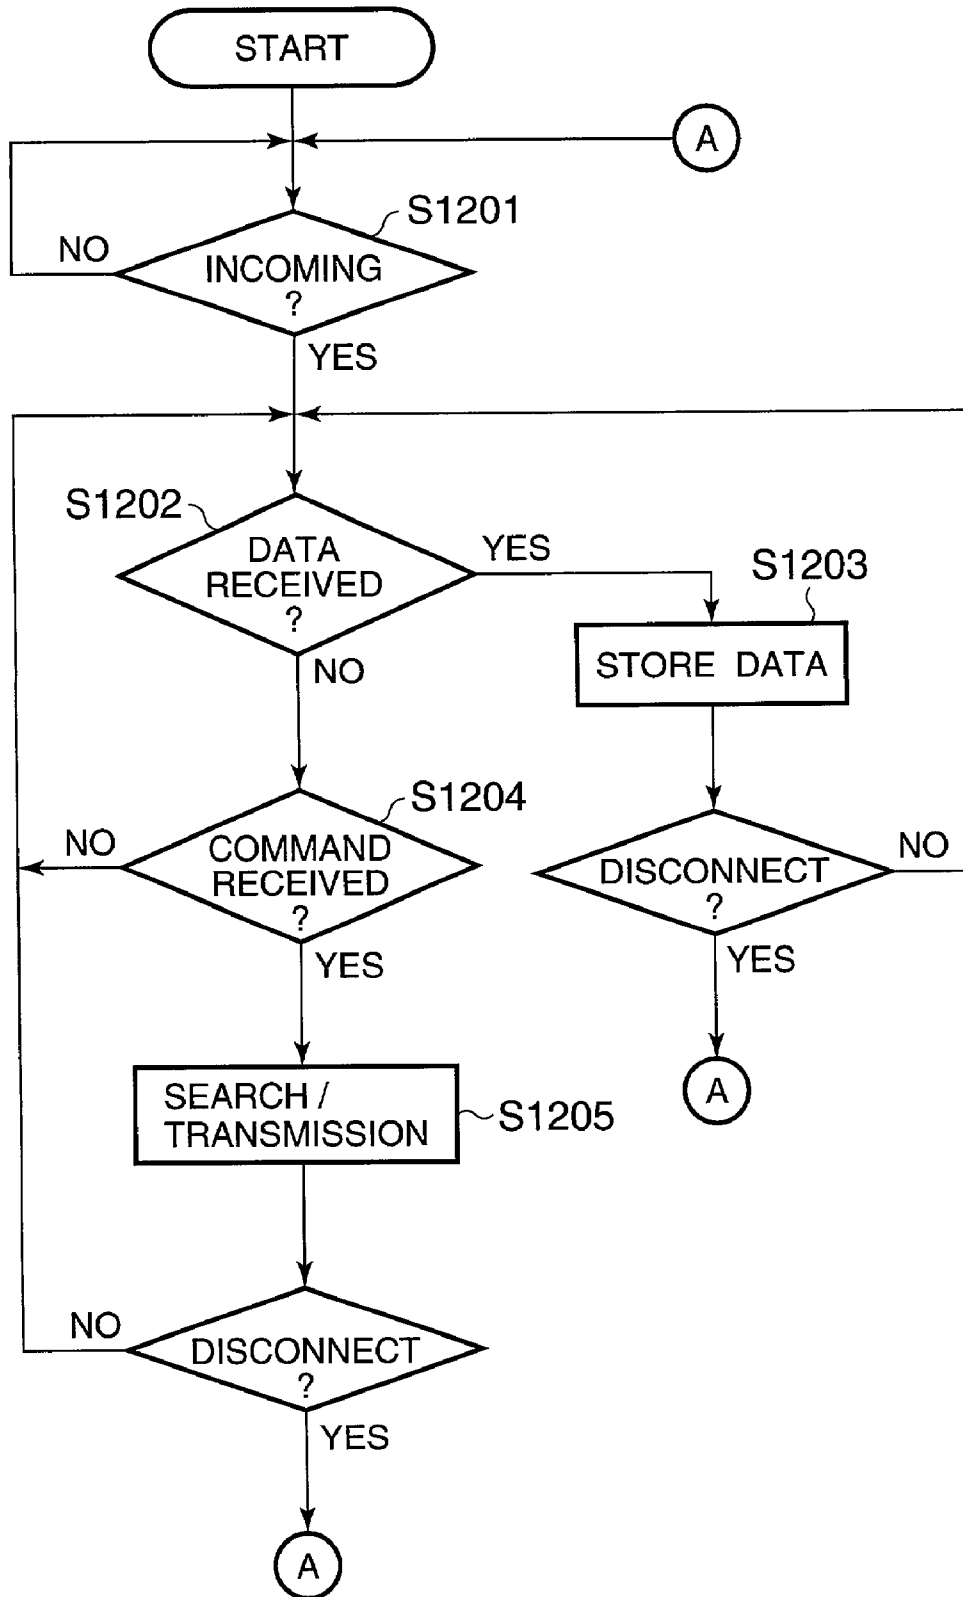 START
A
S1201
NO
INCOMING
?
YES
S1202
DATA
RECEIVED
?
YES
S1203
STORE DATA
NO
S1204
NO
COMMAND
RECEIVED
?
DISCONNECT
?
NO
YES
YES
SEARCH /
TRANSMISSION
S1205
A
NO
DISCONNECT
?
YES
A